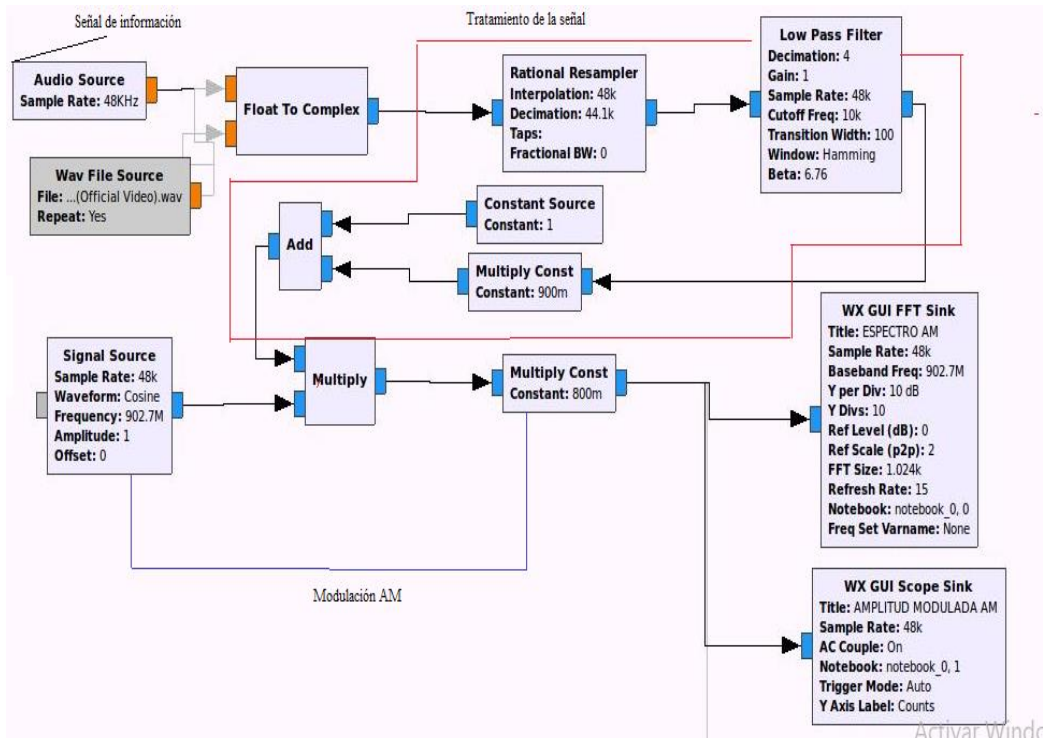 Señal de información
Tratamiento de la señal
Audio Source
Sample Rate: 48KHz
Wav File Source
File: ...(Official Video).wav
Repeat: Yes
Float To Complex
Rational Resampler
Interpolation: 48k
Decimation: 44.1k
Taps:
Fractional BW: 0
Low Pass Filter
Decimation: 4
Gain: 1
Sample Rate: 48k
Cutoff Freq: 10k
Transition Width: 100
Window: Hamming
Beta: 6.76
Add
Constant Source
Constant: 1
Multiply Const
Constant: 900m
Signal Source
Sample Rate: 48k
Waveform: Cosine
Frequency: 902.7M
Amplitude: 1
Offset: 0
Multiply
Multiply Const
Constant: 800m
WX GUI FFT Sink
Title: ESPECTRO AM
Sample Rate: 48k
Baseband Freq: 902.7M
Y per Div: 10 dB
Y Divs: 10
Ref Level (dB): 0
Ref Scale (p2p): 2
FFT Size: 1.024k
Refresh Rate: 15
Notebook: notebook_0, 0
Freq Set Varname: None
Modulación AM
WX GUI Scope Sink
Title: AMPLITUD MODULADA AM
Sample Rate: 48k
AC Couple: On
Notebook: notebook_0, 1
Trigger Mode: Auto
Y Axis Label: Counts
Activar Windo